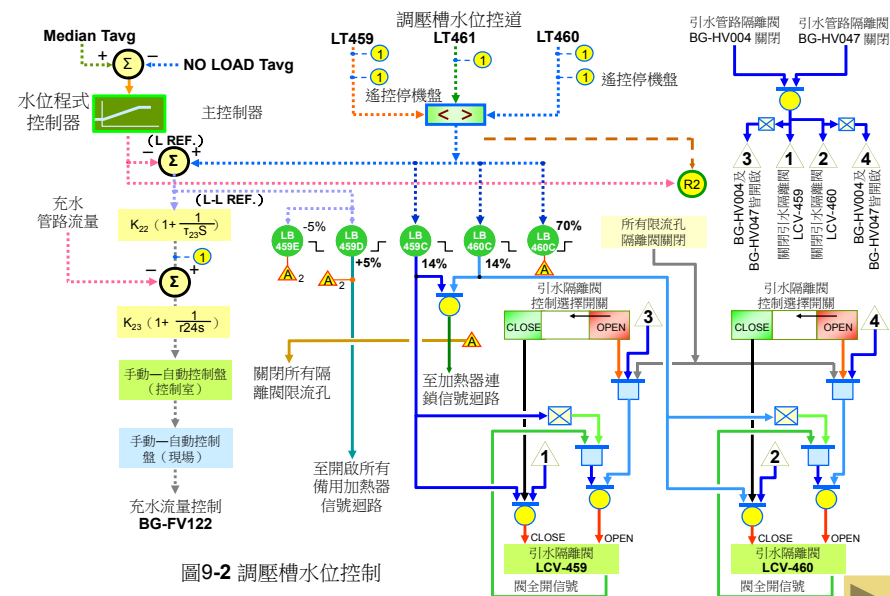 Median Tavg
+
−
Σ
NO LOAD Tavg
水位程式
控制器
主控制器
調壓槽水位控道
LT459
LT461
LT460
1
1
1
1
1
遙控停機盤
遙控停機盤
< >
R2
(L REF.)
−
+
Σ
(L-L REF.)
充水
管路流量
K22（1+ 1/τ23S）
1
−
+
Σ
K23（1+ 1/τ24s）
手動—自動控制盤
（控制室）
手動—自動控制
盤（現場）
充水流量控制
BG-FV122
LB
459E
-5%
LB
459D
+5%
LB
459C
14%
LB
460C
14%
LB
460C
70%
A 2
A 2
A
A
關閉所有隔
離閥限流孔
至加熱器連
鎖信號迴路
至開啟所有
備用加熱器
信號迴路
所有限流孔
隔離閥關閉
引水管路隔離閥
BG-HV004 關閉
引水管路隔離閥
BG-HV047 關閉
3
1
2
4
BG-HV004及
BG-HV047皆開啟
關閉引水隔離閥
LCV-459
關閉引水隔離閥
LCV-460
BG-HV004及
BG-HV047皆開啟
引水隔離閥
控制選擇開關
CLOSE
OPEN
3
1
CLOSE
OPEN
引水隔離閥
LCV-459
閥全開信號
引水隔離閥
控制選擇開關
CLOSE
OPEN
4
2
CLOSE
OPEN
引水隔離閥
LCV-460
閥全開信號
圖9-2 調壓槽水位控制